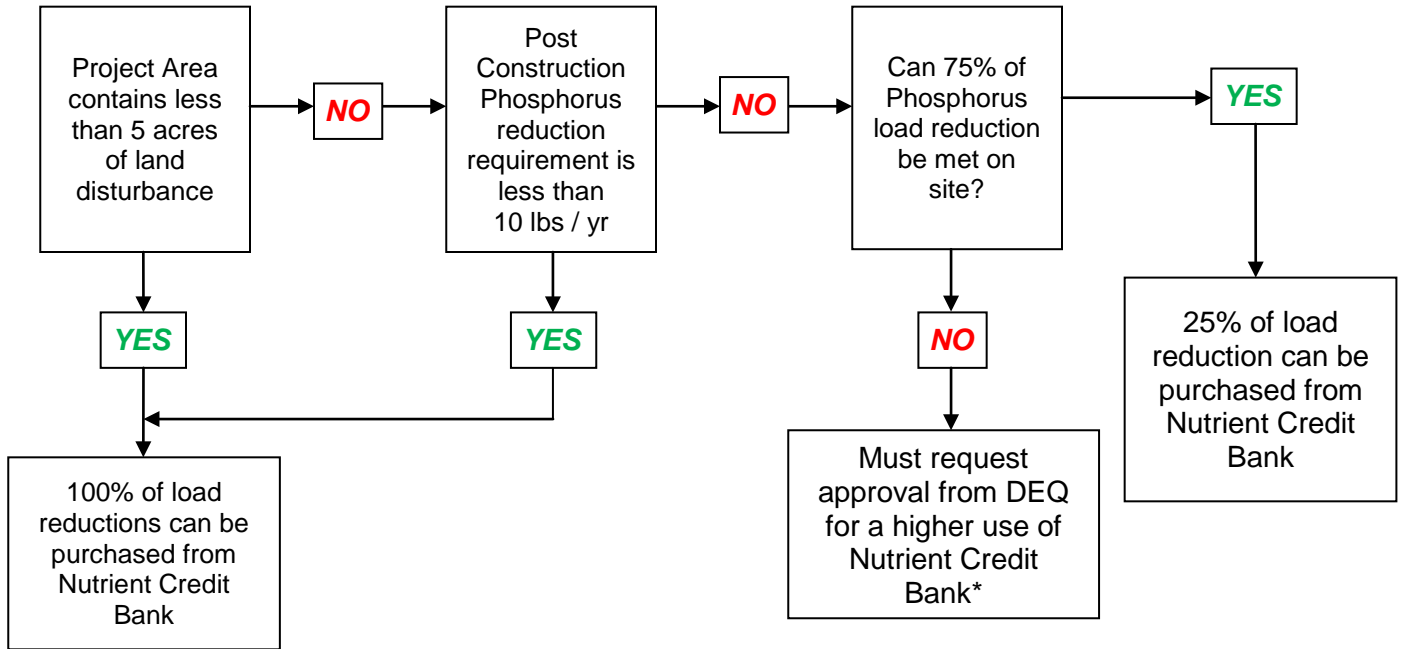 Project Area
contains less
than 5 acres
of land
disturbance
NO
Post
Construction
Phosphorus
reduction
requirement is
less than
10 lbs / yr
NO
Can 75% of
Phosphorus
load reduction
be met on
site?
YES
YES
YES
NO
25% of load
reduction can be
purchased from
Nutrient Credit
Bank
100% of load
reductions can be
purchased from
Nutrient Credit
Bank
Must request
approval from DEQ
for a higher use of
Nutrient Credit
Bank*